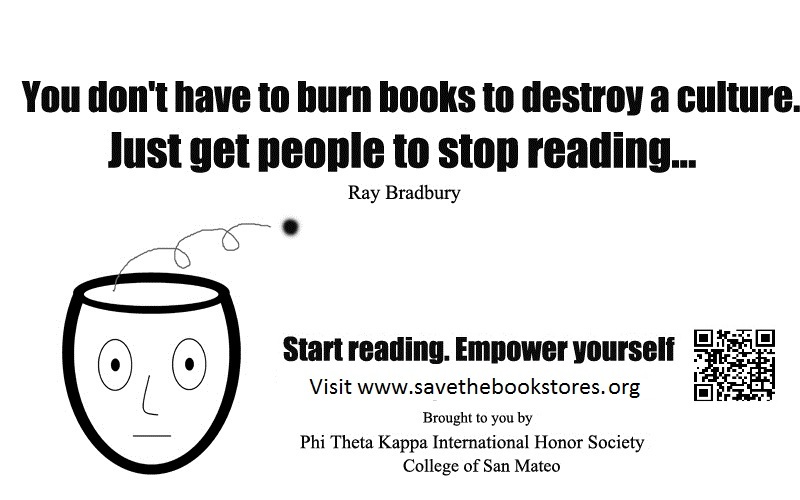 You don't have to burn books to destroy a culture.
Just get people to stop reading...
Ray Bradbury
Start reading. Empower yourself
Visit www.savethebookstores.org
Brought to you by
Phi Theta Kappa International Honor Society
College of San Mateo